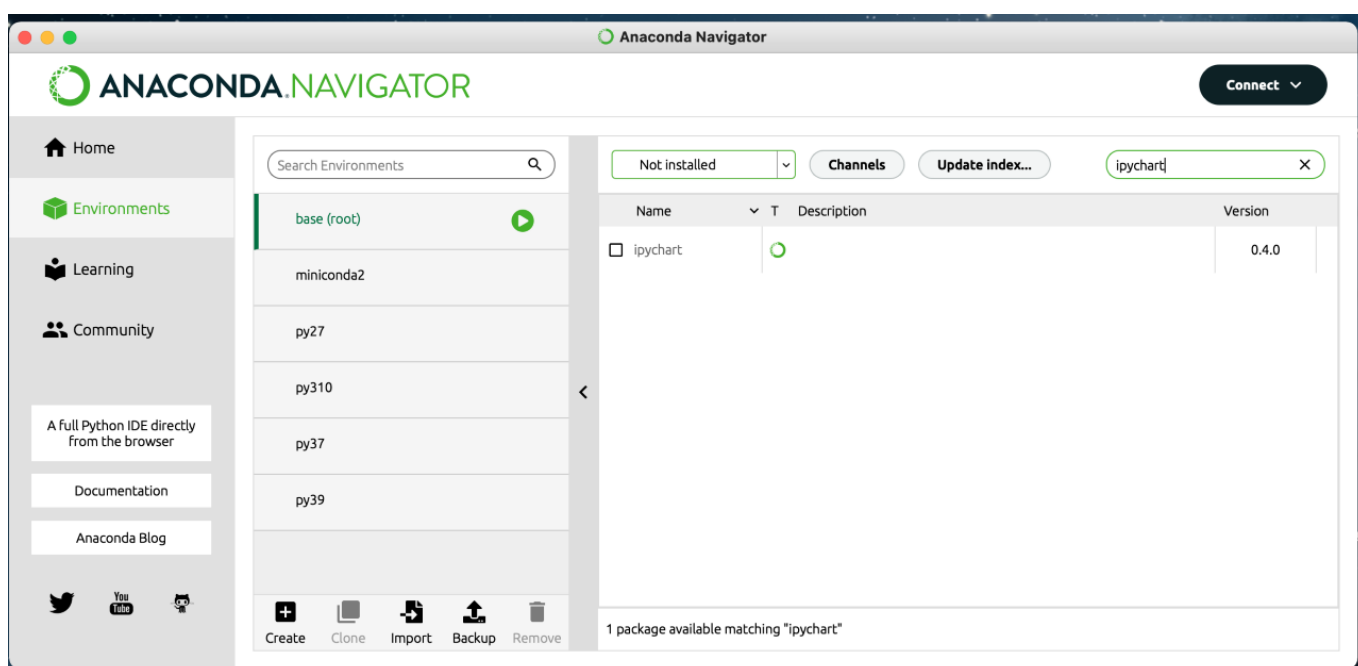 Anaconda Navigator
ANACONDA.NAVIGATOR
Connect
Home
Environments
Learning
Community
A full Python IDE directly
from the browser
Documentation
Anaconda Blog
You
Tube
Search Environments
base (root)
miniconda2
py27
py310
py37
py39
Create
Clone
Import
Backup
Remove
Not installed
Channels
Update index...
ipychart
Name
T
Description
Version
ipychart
0.4.0
1 package available matching "ipychart"